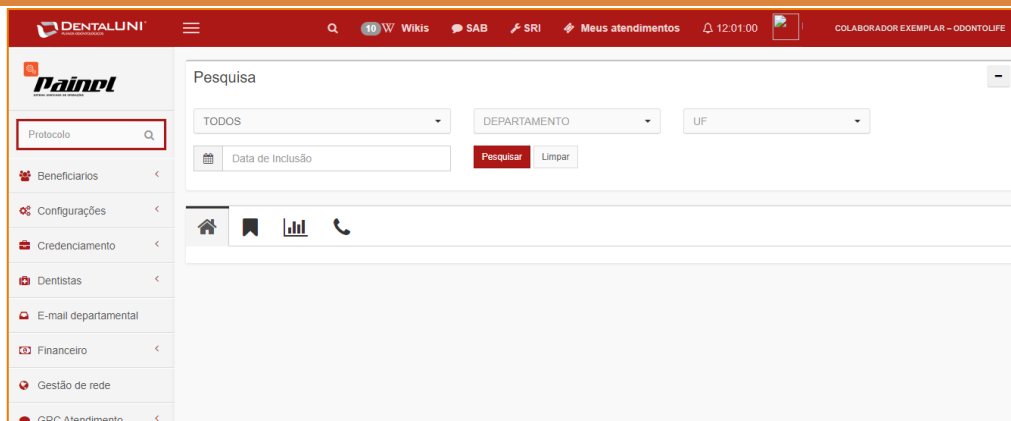 DENTALUNI
10 W Wikis
SAB
SRI
Meus atendimentos
12:01:00
COLABORADOR EXEMPLAR – ODONTOLIFE
Painel
Protocolo
Beneficiarios
Configurações
Credenciamento
Dentistas
E-mail departamental
Financeiro
Gestão de rede
GRC Atendimento
Pesquisa
TODOS
DEPARTAMENTO
UF
Data de Inclusão
Pesquisar
Limpar